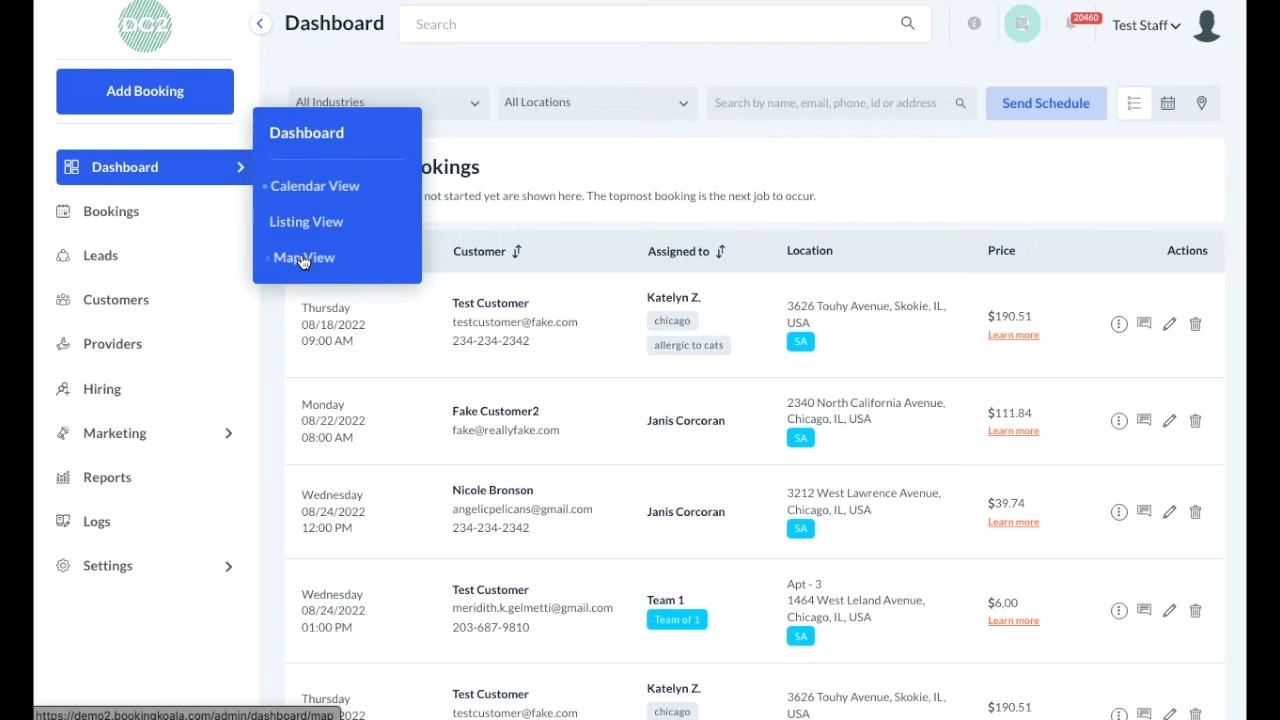 DC2
Dashboard
Search
20460
Test Staff
Add Booking
All Industries
All Locations
Search by name, email, phone, id or address
Send Schedule
Dashboard
Bookings
Leads
Customers
Providers
Hiring
Marketing
Reports
Logs
Settings
Dashboard
Calendar View
Listing View
Map View
okings
not started yet are shown here. The topmost booking is the next job to occur.
Customer
Assigned to
Location
Price
Actions
Thursday
08/18/2022
09:00 AM
Test Customer
testcustomer@fake.com
234-234-2342
Katelyn Z.
chicago
allergic to cats
3626 Touhy Avenue, Skokie, IL,
USA
SA
$190.51
Learn more
Monday
08/22/2022
08:00 AM
Fake Customer2
fake@reallyfake.com
Janis Corcoran
2340 North California Avenue,
Chicago, IL, USA
SA
$111.84
Learn more
Wednesday
08/24/2022
12:00 PM
Nicole Bronson
angelicpelicans@gmail.com
234-234-2342
Janis Corcoran
3212 West Lawrence Avenue,
Chicago, IL, USA
SA
$39.74
Learn more
Wednesday
08/24/2022
01:00 PM
Test Customer
meridith.k.gelmetti@gmail.com
203-687-9810
Team 1
Team of 1
Apt - 3
1464 West Leland Avenue,
Chicago, IL, USA
SA
$6.00
Learn more
Thursday
2022
Test Customer
testcustomer@fake.com
Katelyn Z.
chicago
3626 Touhy Avenue, Skokie, IL,
USA
$190.51
Learn more
https://demo2.bookingkoala.com/admin/dashboard/map